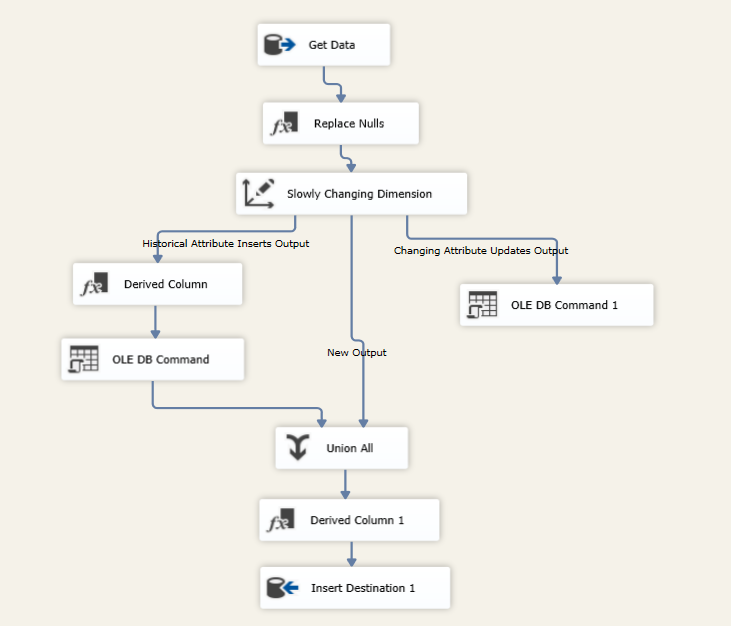 Get Data
Replace Nulls
Slowly Changing Dimension
Historical Attribute Inserts Output
Changing Attribute Updates Output
Derived Column
OLE DB Command 1
New Output
OLE DB Command
Union All
Derived Column 1
Insert Destination 1